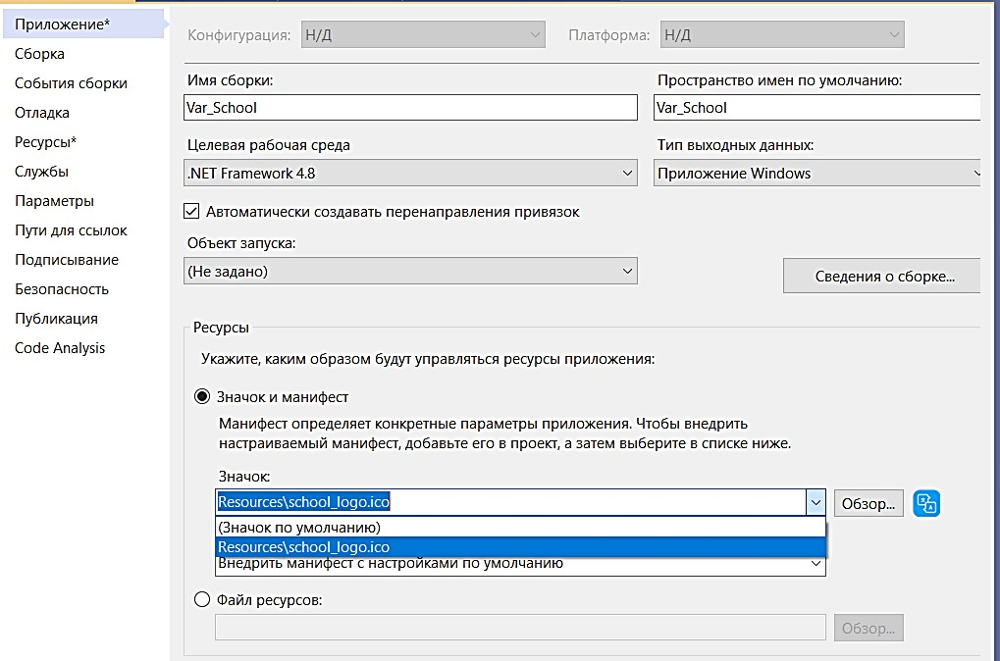 Приложение*
Сборка
События сборки
Отладка
Ресурсы*
Службы
Параметры
Пути для ссылок
Подписывание
Безопасность
Публикация
Code Analysis
Конфигурация: Н/Д Платформа: Н/Д
Имя сборки: Пространство имен по умолчанию:
Var_School Var_School
Целевая рабочая среда Тип выходных данных:
.NET Framework 4.8 Приложение Windows
Автоматически создавать перенаправления привязок
Объект запуска:
(Не задано) Сведения о сборке...
Ресурсы
Укажите, каким образом будут управляться ресурсы приложения:
Значок и манифест
Манифест определяет конкретные параметры приложения. Чтобы внедрить
настраиваемый манифест, добавьте его в проект, а затем выберите в списке ниже.
Значок:
Resources\school_logo.ico Обзор...
(Значок по умолчанию)
Resources\school_logo.ico
Внедрить манифест с настройками по умолчанию
Файл ресурсов:
Обзор...